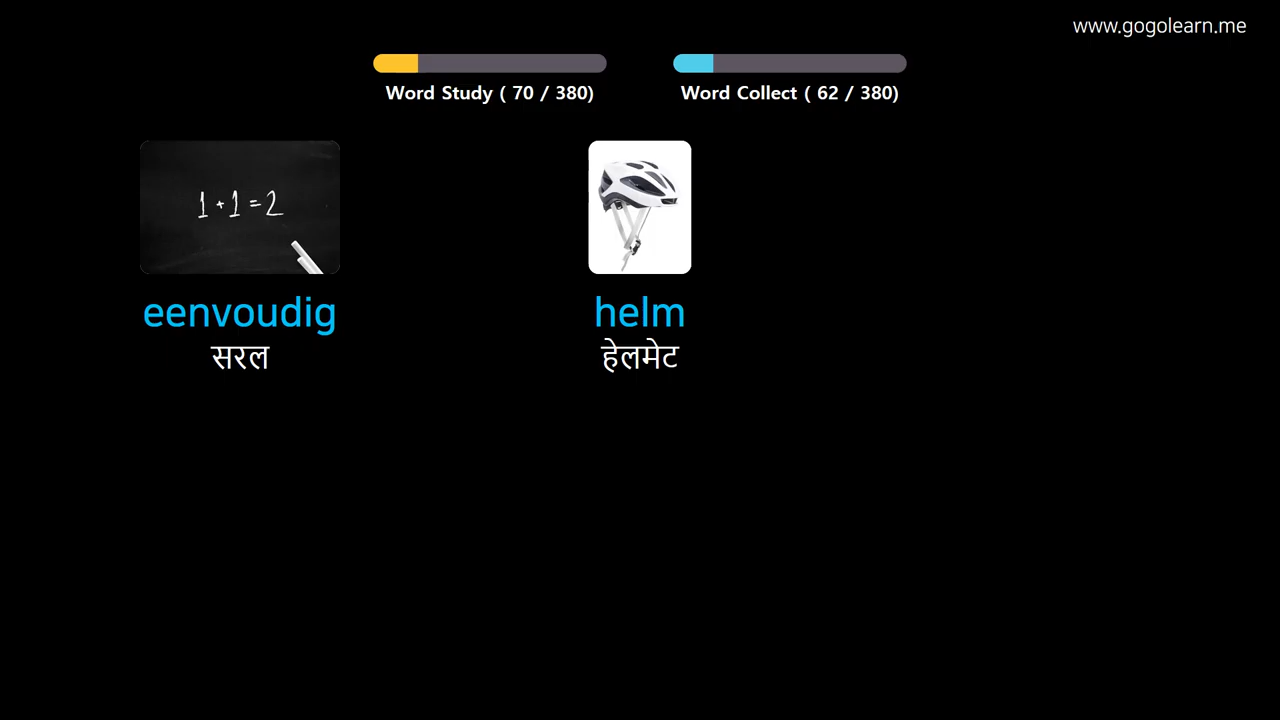 www.gogolearn.me
Word Study ( 70 / 380)
Word Collect ( 62 / 380)
1 + 1 = 2
eenvoudig
सरल
helm
हेलमेट